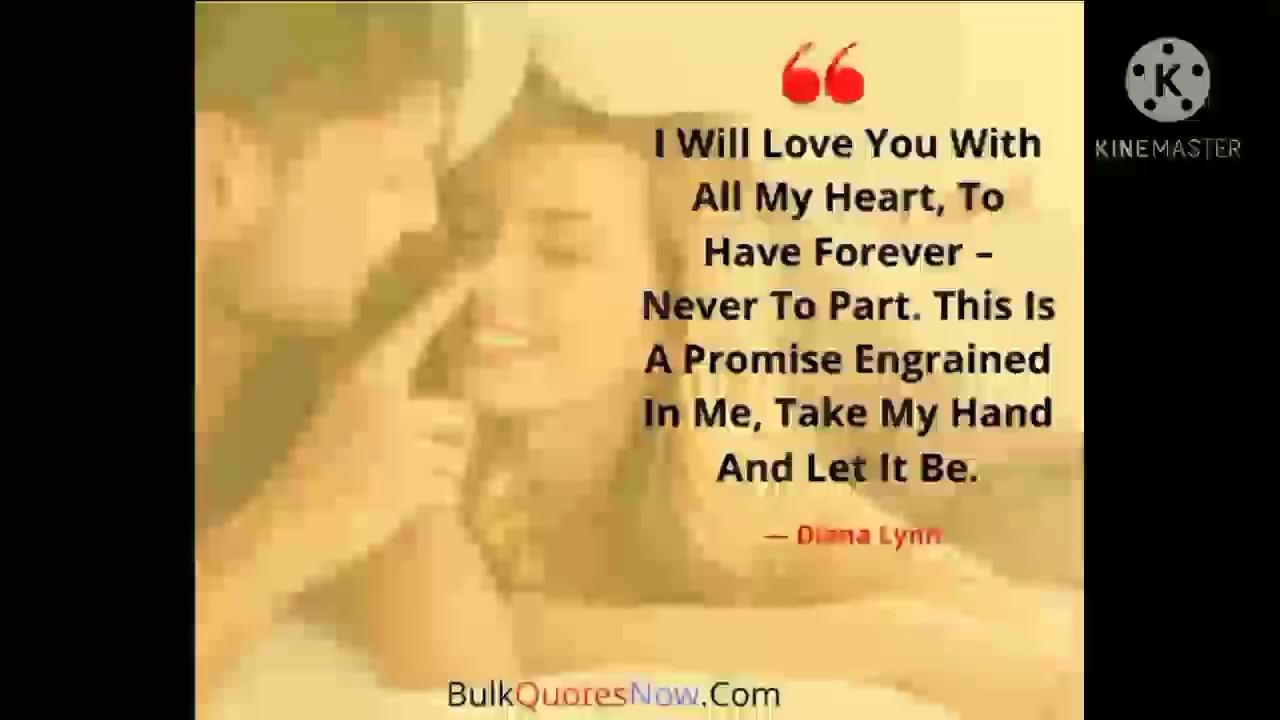 I Will Love You With
All My Heart, To
Have Forever –
Never To Part. This Is
A Promise Engrained
In Me, Take My Hand
And Let It Be.
— Diana Lynn
BulkQuoresNow.Com
K
KINEMASTER